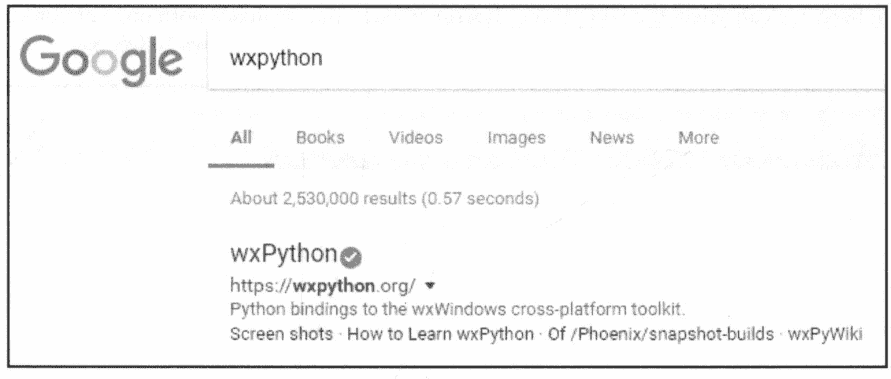 Google
wxpython
All Books Videos Images News More
About 2,530,000 results (0.57 seconds)
wxPython
https://wxpython.org/
Python bindings to the wxWindows cross-platform toolkit.
Screen shots · How to Learn wxPython · Of /Phoenix/snapshot-builds · wxPyWiki